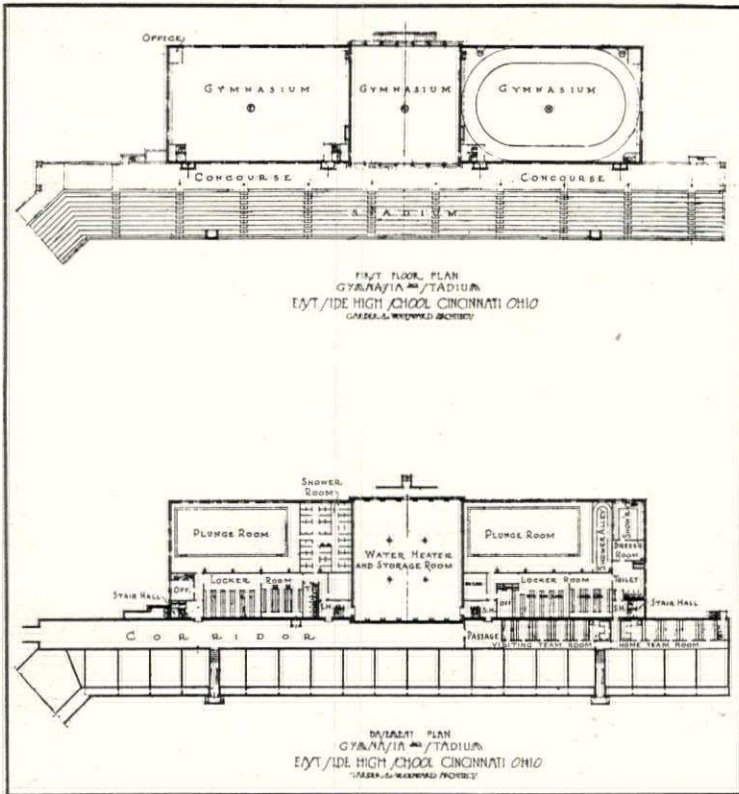 OFFICE
GYMNASIUM GYMNASIUM GYMNASIUM
CONCOURSE CONCOURSE
STADIUM
FIRST FLOOR PLAN
GYMNASIA AND STADIUM
EAST SIDE HIGH SCHOOL CINCINNATI OHIO
GARBER & WOODWARD ARCHITECTS
SHOWER
ROOM
PLUNGE ROOM
WATER HEATER
AND STORAGE ROOM
PLUNGE ROOM
SHOWER ALLEY
SHOW'R
ROOM
LOCKER ROOM
LOCKER ROOM
TOILET
OFF.
OFF
STAIR HALL
S.H.
S.H.
S.H.
STAIR HALL
CORRIDOR
PASSAGE
VISITING TEAM ROOM
HOME TEAM ROOM
BASEMENT PLAN
GYMNASIA AND STADIUM
EAST SIDE HIGH SCHOOL CINCINNATI OHIO
GARBER & WOODWARD ARCHITECTS